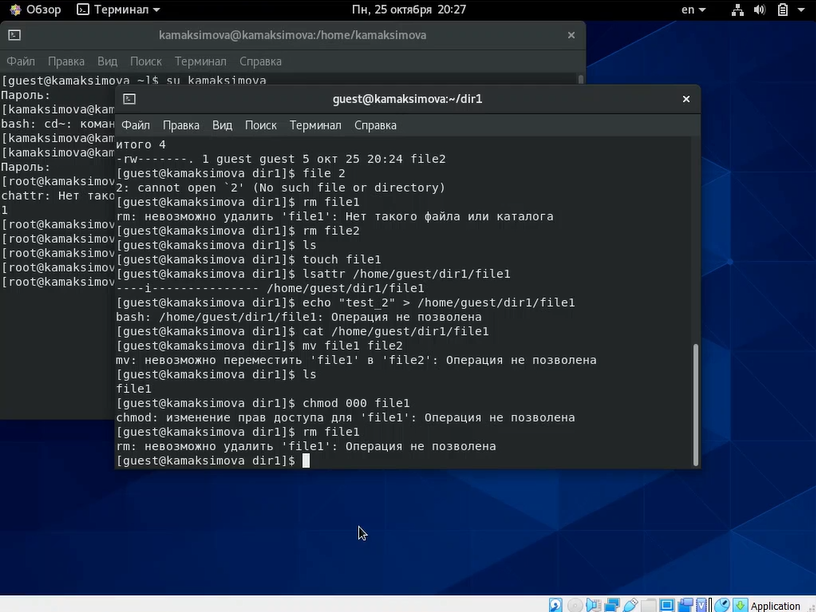 Обзор Терминал Пн, 25 октября 20:27 en
kamaksimova@kamaksimova:/home/kamaksimova
Файл Правка Вид Поиск Терминал Справка
[guest@kamaksimova ~]$ su kamaksimova
Пароль:
[kamaksimova@kam
bash: cd~: коман
[kamaksimova@kam
[kamaksimova@kam
Пароль:
[root@kamaksimov
chattr: Нет тако
1
[root@kamaksimov
[root@kamaksimov
[root@kamaksimov
[root@kamaksimov
[root@kamaksimov
guest@kamaksimova:~/dir1
Файл Правка Вид Поиск Терминал Справка
итого 4
-rw-------. 1 guest guest 5 окт 25 20:24 file2
[guest@kamaksimova dir1]$ file 2
2: cannot open `2' (No such file or directory)
[guest@kamaksimova dir1]$ rm file1
rm: невозможно удалить 'file1': Нет такого файла или каталога
[guest@kamaksimova dir1]$ rm file2
[guest@kamaksimova dir1]$ ls
[guest@kamaksimova dir1]$ touch file1
[guest@kamaksimova dir1]$ lsattr /home/guest/dir1/file1
----i--------------- /home/guest/dir1/file1
[guest@kamaksimova dir1]$ echo "test_2" > /home/guest/dir1/file1
bash: /home/guest/dir1/file1: Операция не позволена
[guest@kamaksimova dir1]$ cat /home/guest/dir1/file1
[guest@kamaksimova dir1]$ mv file1 file2
mv: невозможно переместить 'file1' в 'file2': Операция не позволена
[guest@kamaksimova dir1]$ ls
file1
[guest@kamaksimova dir1]$ chmod 000 file1
chmod: изменение прав доступа для 'file1': Операция не позволена
[guest@kamaksimova dir1]$ rm file1
rm: невозможно удалить 'file1': Операция не позволена
[guest@kamaksimova dir1]$
Application